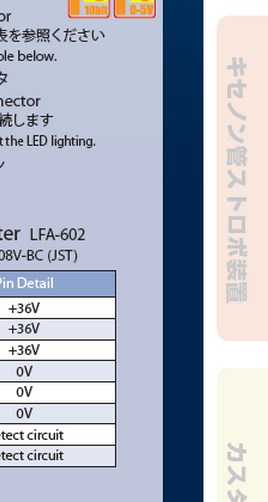 10bit 0-5V
or
表を参照ください
ble below.
タ
nector
続します
t the LED lighting.
ン
ter LFA-602
08V-BC (JST)
Pin Detail
+36V
+36V
+36V
0V
0V
0V
tect circuit
tect circuit
キセノン管ストロボ装置
カスタ